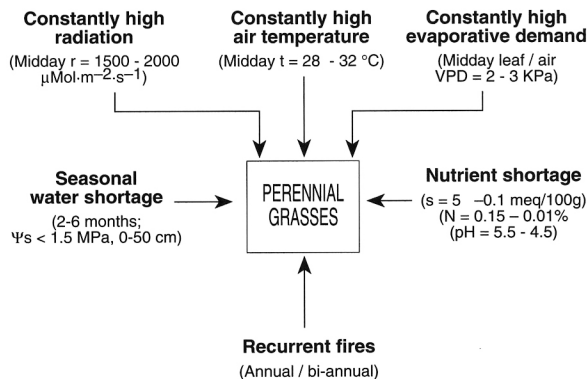 Constantly high
radiation
(Midday r = 1500 - 2000
μMol·m−2·s−1)
Constantly high
air temperature
(Midday t = 28 - 32 °C)
Constantly high
evaporative demand
(Midday leaf / air
VPD = 2 - 3 KPa)
Seasonal
water shortage
(2-6 months;
Ψs < 1.5 MPa, 0-50 cm)
PERENNIAL
GRASSES
Nutrient shortage
(s = 5 –0.1 meq/100g)
(N = 0.15 – 0.01%
(pH = 5.5 - 4.5)
Recurrent fires
(Annual / bi-annual)